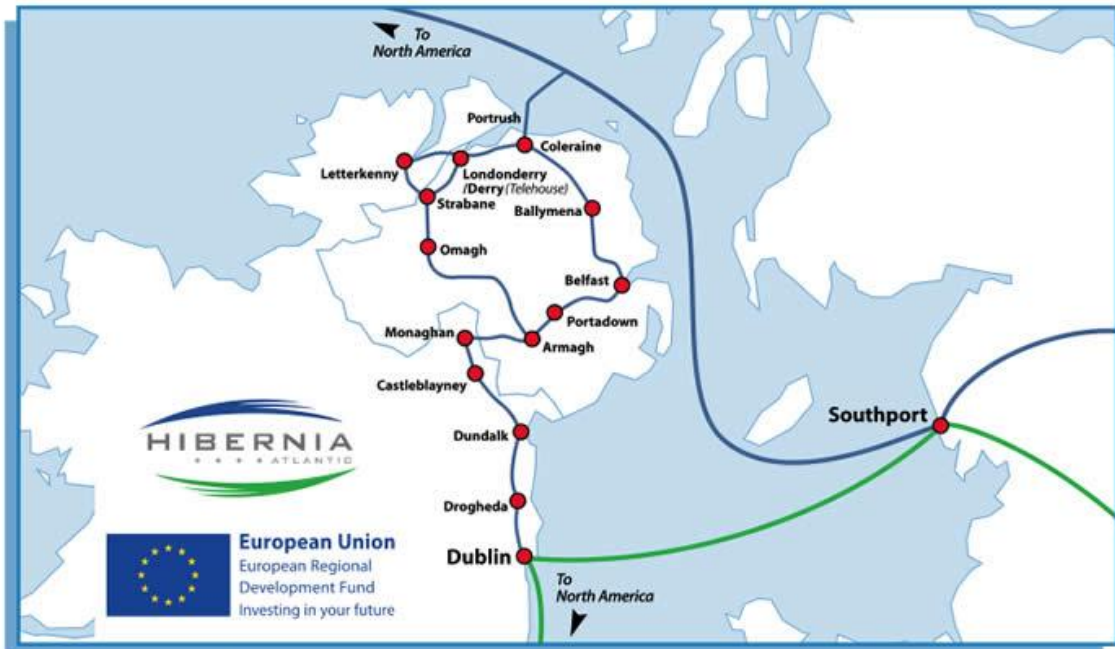 To
North America
Portrush
Coleraine
Letterkenny
Londonderry
/Derry (Telehouse)
Strabane
Ballymena
Omagh
Belfast
Portadown
Monaghan
Armagh
Castleblayney
Southport
HIBERNIA
ATLANTIC
Dundalk
Drogheda
European Union
European Regional
Development Fund
Investing in your future
Dublin
To
North America